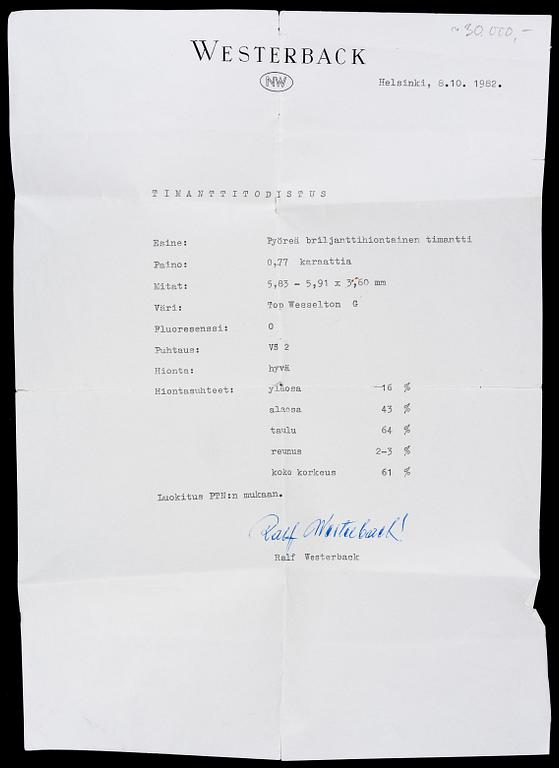 ~ 30.000,-
WESTERBACK
NW
Helsinki, 8.10. 1982.
TIMANTTITODISTUS
Esine: Pyöreä briljanttihiontainen timantti
Paino: 0,77 karaattia
Mitat: 5,83 - 5,91 x 3,60 mm
Väri: Top Wesselton G
Fluoresenssi: 0
Puhtaus: VS 2
Hionta: hyvä
Hiontasuhteet: yläosa 16 %
alaosa 43 %
taulu 64 %
reunus 2-3 %
koko korkeus 61 %
Luokitus PTN:n mukaan.
Ralf Westerback
Ralf Westerback